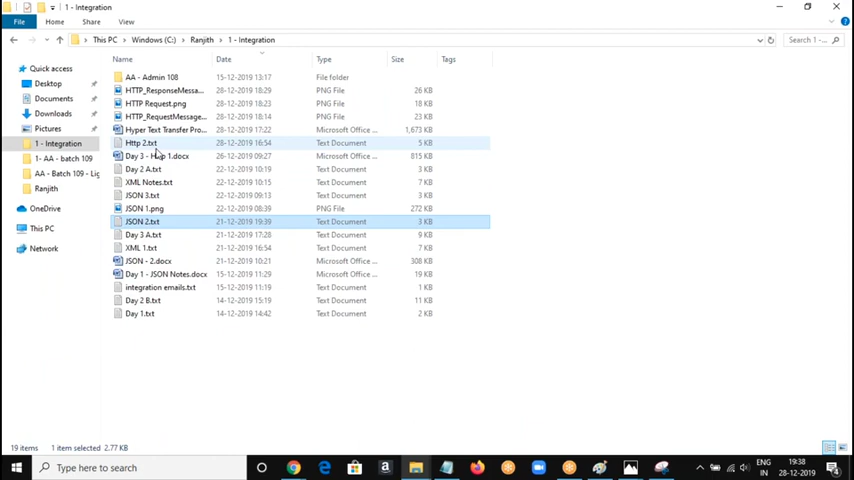 1 - Integration
File Home Share View
This PC Windows (C:) Ranjith 1 - Integration Search 1 -...
Name Date Type Size Tags
Quick access
Desktop
Documents
Downloads
Pictures
1 - Integration
1- AA - batch 109
AA - Batch 109 - Lig
Ranjith
OneDrive
This PC
Network
AA - Admin 108 15-12-2019 13:17 File folder
HTTP_ResponseMessa... 28-12-2019 18:29 PNG File 26 KB
HTTP Request.png 28-12-2019 18:23 PNG File 18 KB
HTTP_RequestMessage... 28-12-2019 18:14 PNG File 23 KB
Hyper Text Transfer Pro... 28-12-2019 17:22 Microsoft Office ... 1,673 KB
Http 2.txt 28-12-2019 16:54 Text Document 5 KB
Day 3 - Http 1.docx 26-12-2019 09:27 Microsoft Office ... 815 KB
Day 2 A.txt 22-12-2019 10:19 Text Document 3 KB
XML Notes.txt 22-12-2019 10:15 Text Document 7 KB
JSON 3.txt 22-12-2019 09:13 Text Document 3 KB
JSON 1.png 22-12-2019 08:39 PNG File 272 KB
JSON 2.txt 21-12-2019 19:39 Text Document 3 KB
Day 3 A.txt 21-12-2019 17:28 Text Document 9 KB
XML 1.txt 21-12-2019 16:54 Text Document 7 KB
JSON - 2.docx 21-12-2019 10:21 Microsoft Office ... 308 KB
Day 1 - JSON Notes.docx 15-12-2019 11:29 Microsoft Office ... 19 KB
integration emails.txt 15-12-2019 11:19 Text Document 1 KB
Day 2 B.txt 14-12-2019 15:19 Text Document 11 KB
Day 1.txt 14-12-2019 14:42 Text Document 2 KB
19 items 1 item selected 2.77 KB
Type here to search
ENG
IN
19:38
28-12-2019
4